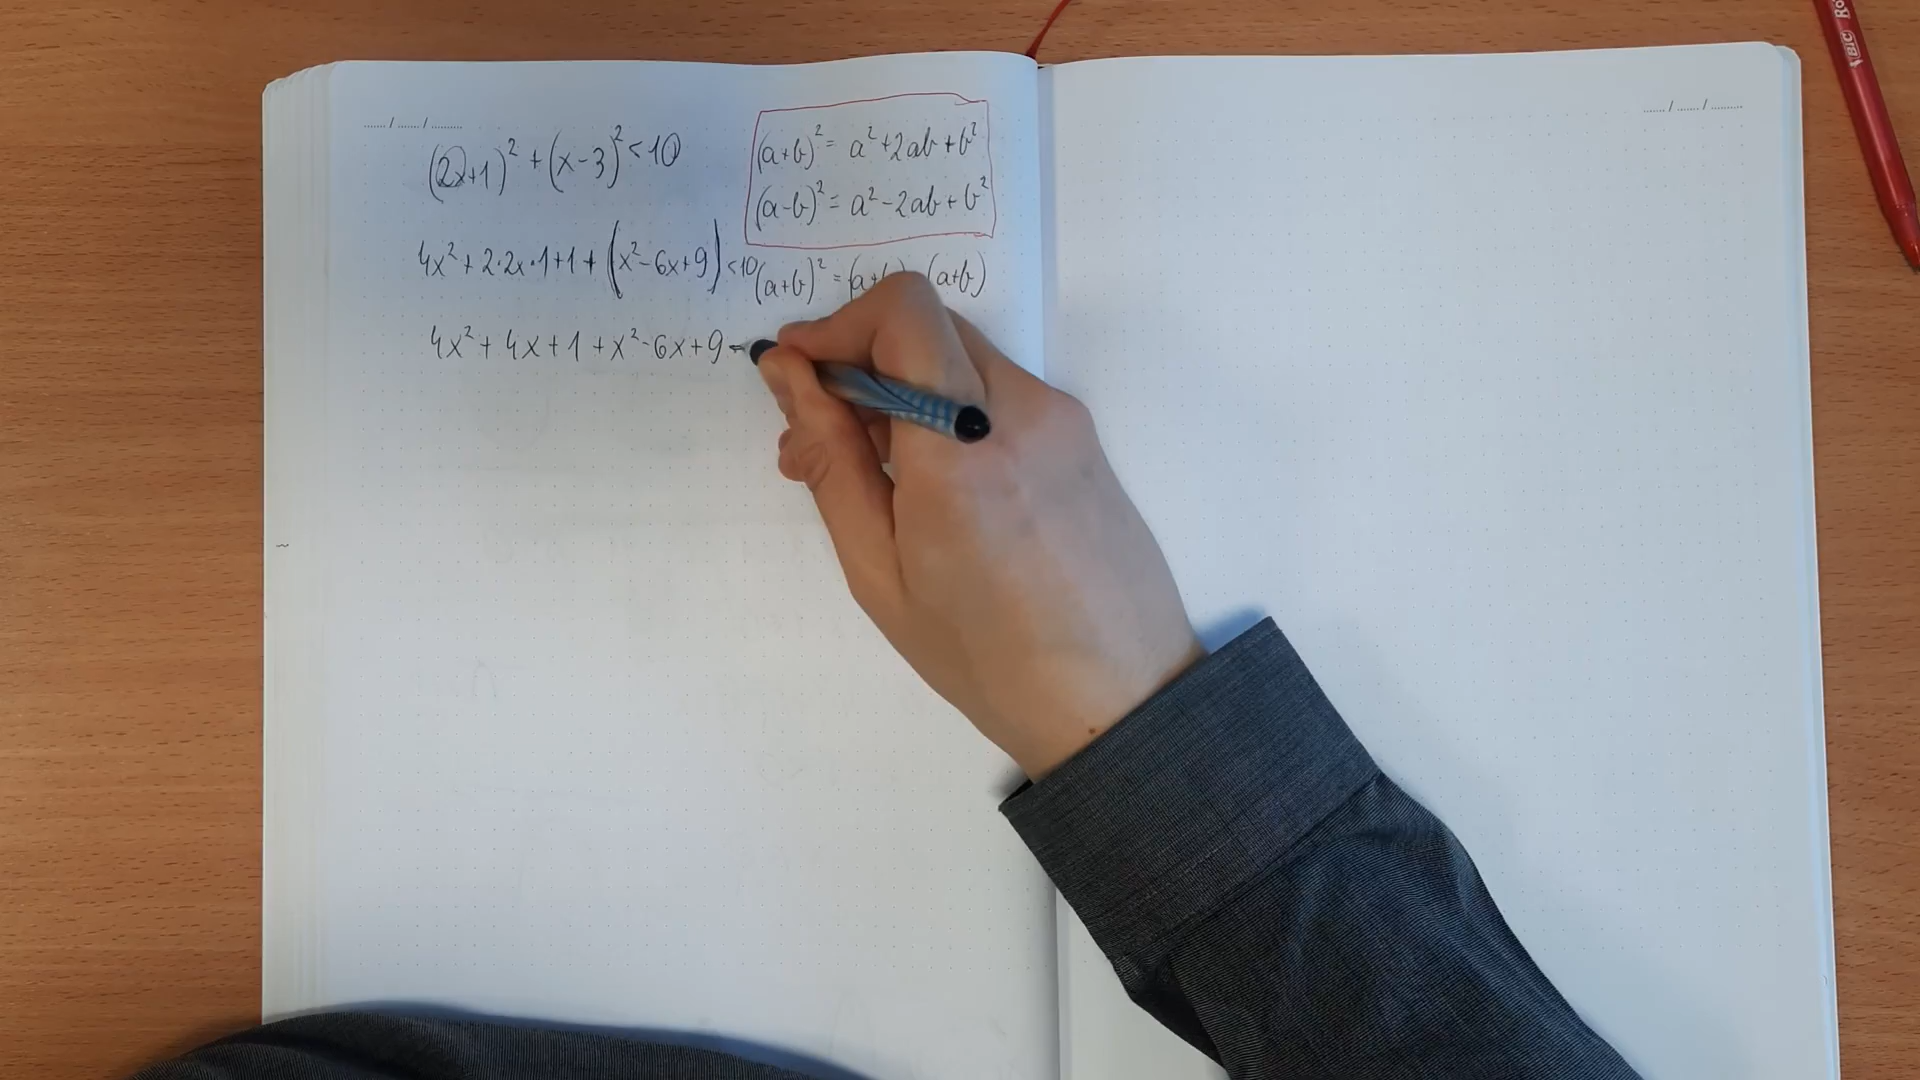 (2x+1)² + (x-3)² < 10
4x² + 2·2x·1+1 + (x² - 6x+9) < 10
4x² + 4x + 1 + x² - 6x + 9
(a+b)² = a² + 2ab + b²
(a-b)² = a² - 2ab + b²
(a+b)² = (a+b) (a+b)
...... / ...... / .........
...... / ...... / .........
BIC